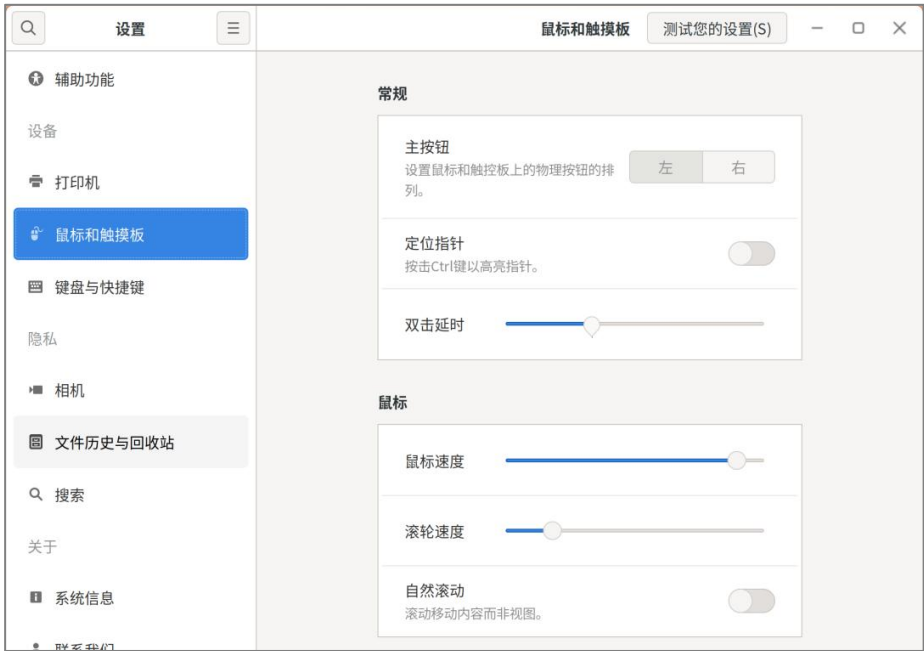 设置
鼠标和触摸板
测试您的设置(S)
辅助功能
设备
打印机
鼠标和触摸板
键盘与快捷键
隐私
相机
文件历史与回收站
搜索
关于
系统信息
联系我们
常规
主按钮
设置鼠标和触控板上的物理按钮的排
列。
左
右
定位指针
按击Ctrl键以高亮指针。
双击延时
鼠标
鼠标速度
滚轮速度
自然滚动
滚动移动内容而非视图。